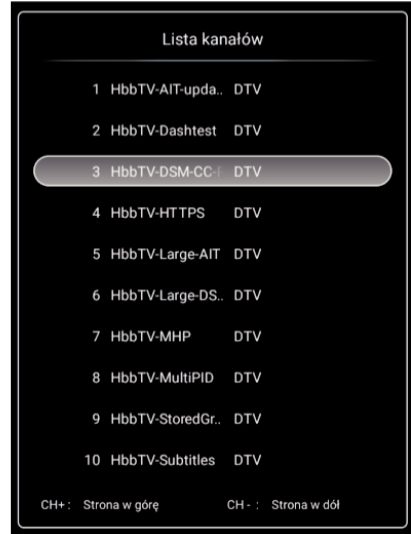 Lista kanałów
1 HbbTV-AIT-upda.. DTV
2 HbbTV-Dashtest DTV
3 HbbTV-DSM-CC- DTV
4 HbbTV-HTTPS DTV
5 HbbTV-Large-AIT DTV
6 HbbTV-Large-DS.. DTV
7 HbbTV-MHP DTV
8 HbbTV-MultiPID DTV
9 HbbTV-StoredGr.. DTV
10 HbbTV-Subtitles DTV
CH+ : Strona w górę CH - : Strona w dół